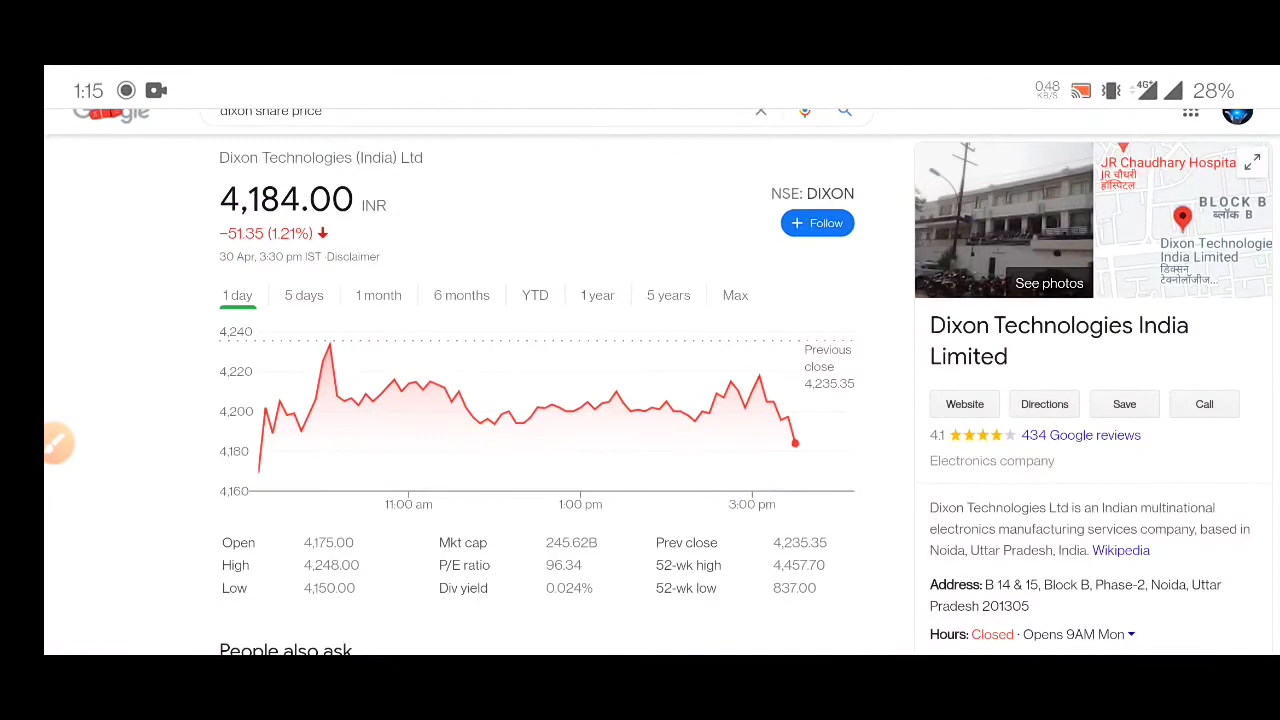 1:15
0.48
KB/S
4G+
28%
Google
dixon share price
Dixon Technologies (India) Ltd
4,184.00 INR
−51.35 (1.21%)
30 Apr, 3:30 pm IST ·Disclaimer
NSE: DIXON
+ Follow
1 day 5 days 1 month 6 months YTD 1 year 5 years Max
4,240
4,220
4,200
4,180
4,160
Previous
close
4,235.35
11:00 am 1:00 pm 3:00 pm
Open 4,175.00 Mkt cap 245.62B Prev close 4,235.35
High 4,248.00 P/E ratio 96.34 52-wk high 4,457.70
Low 4,150.00 Div yield 0.024% 52-wk low 837.00
People also ask
See photos
JR Chaudhary Hospita
जेआर चौधरी
हॉस्पिटल
BLOCK B
ब्लॉक B
Dixon Technologie
India Limited
डिक्सन
टेक्नोलॉजीज...
Dixon Technologies India
Limited
Website Directions Save Call
4.1 434 Google reviews
Electronics company
Dixon Technologies Ltd is an Indian multinational
electronics manufacturing services company, based in
Noida, Uttar Pradesh, India. Wikipedia
Address: B 14 & 15, Block B, Phase-2, Noida, Uttar
Pradesh 201305
Hours: Closed · Opens 9AM Mon